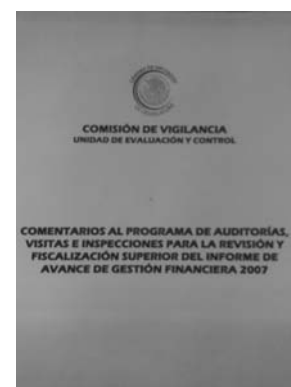 COMISIÓN DE VIGILANCIA
UNIDAD DE EVALUACIÓN Y CONTROL
COMENTARIOS AL PROGRAMA DE AUDITORÍAS,
VISITAS E INSPECCIONES PARA LA REVISIÓN Y
FISCALIZACIÓN SUPERIOR DEL INFORME DE
AVANCE DE GESTIÓN FINANCIERA 2007